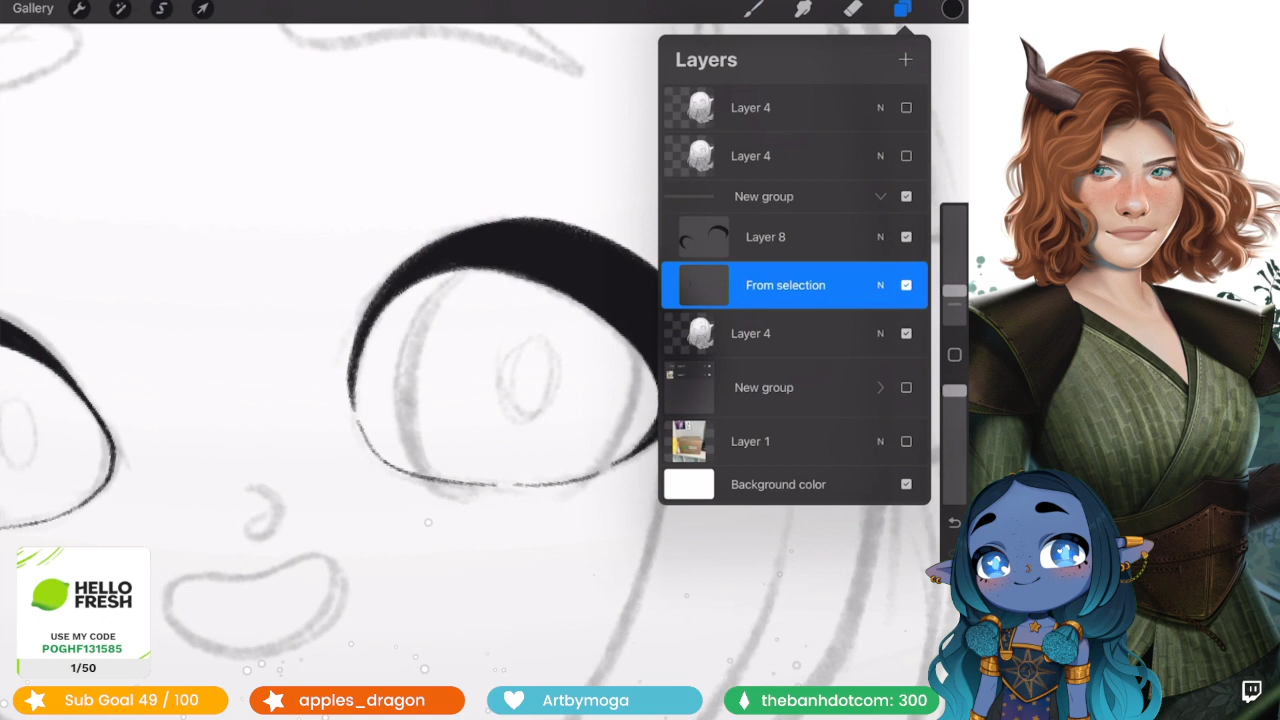 Gallery
Layers
Layer 4 N
Layer 4 N
New group
Layer 8 N
From selection N
Layer 4 N
New group
Layer 1 N
Background color
HELLO
FRESH
USE MY CODE
POGHF131585
1/50
Sub Goal 49 / 100
apples_dragon
Artbymoga
thebanhdotcom: 300